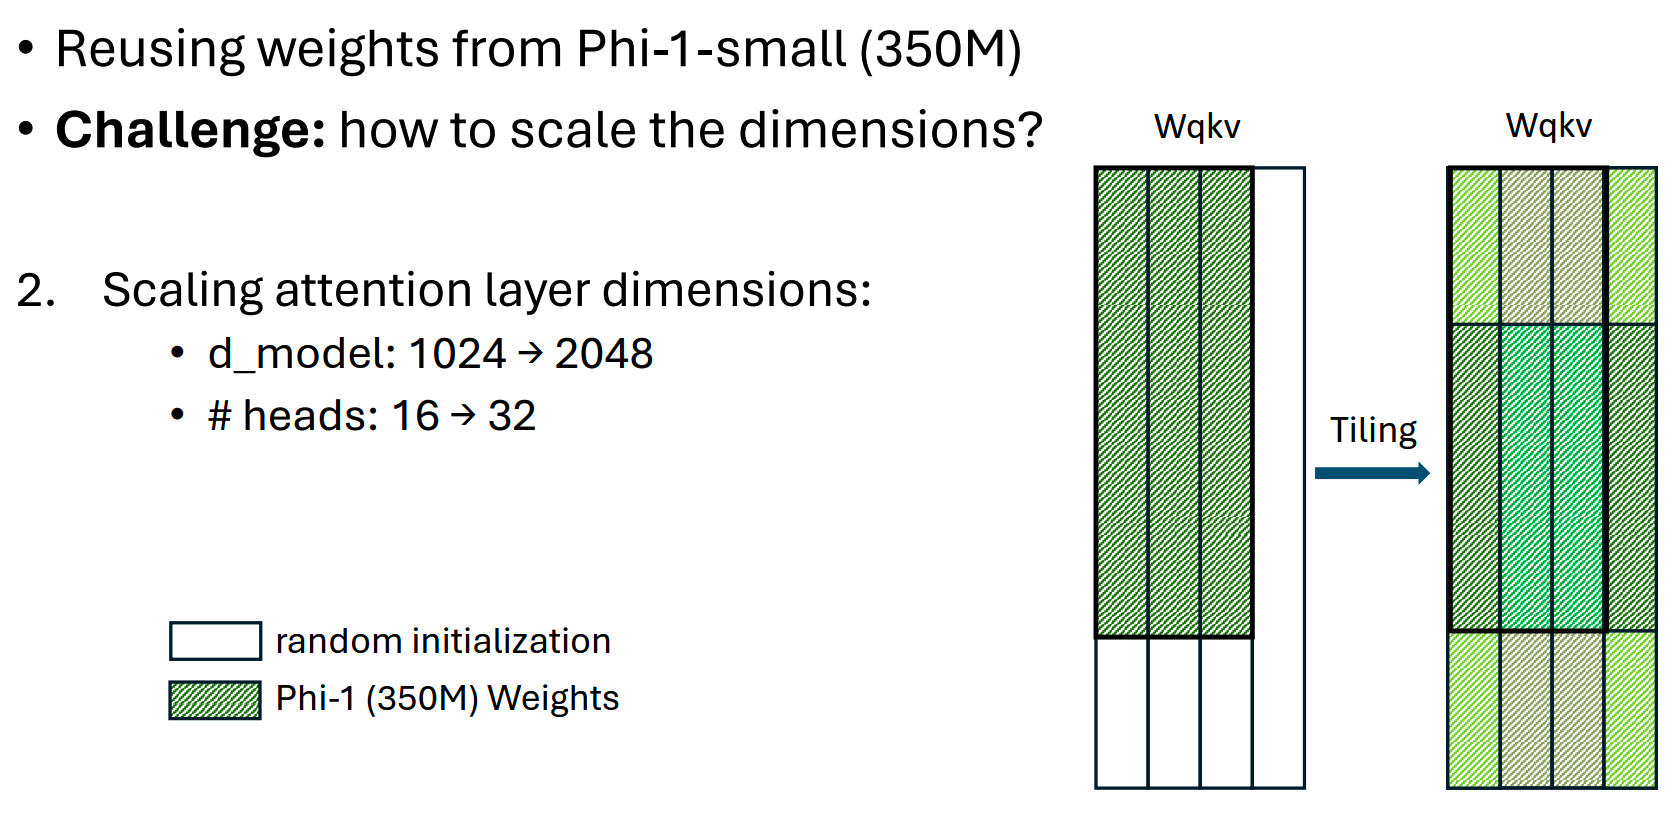 • Reusing weights from Phi-1-small (350M)
• Challenge: how to scale the dimensions?
2. Scaling attention layer dimensions:
• d_model: 1024 → 2048
• # heads: 16 → 32
random initialization
Phi-1 (350M) Weights
Wqkv
Tiling
Wqkv